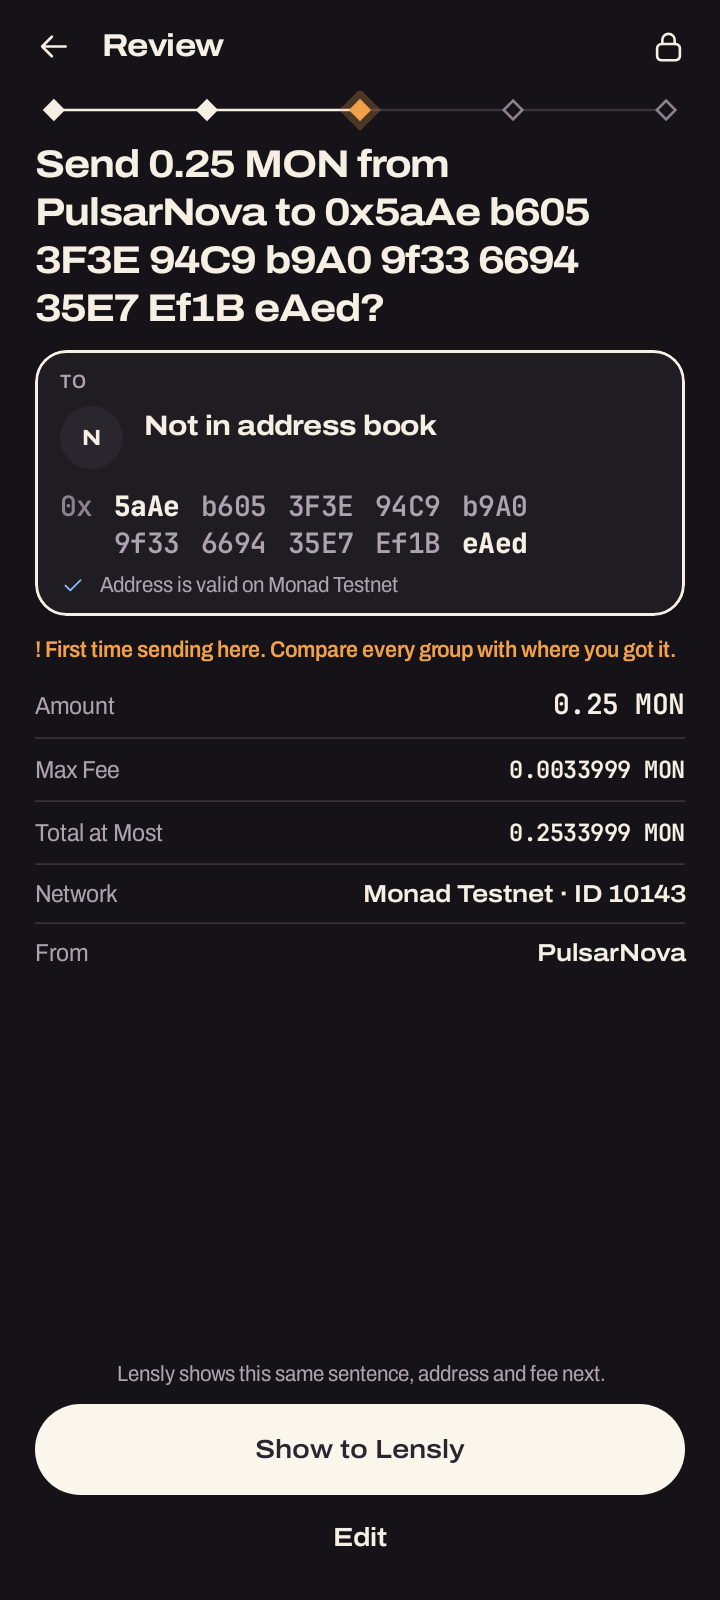 Review
Send 0.25 MON from
PulsarNova to 0x5aAe b605
3F3E 94C9 b9A0 9f33 6694
35E7 Ef1B eAed?
TO
N
Not in address book
0x 5aAe b605 3F3E 94C9 b9A0
9f33 6694 35E7 Ef1B eAed
Address is valid on Monad Testnet
! First time sending here. Compare every group with where you got it.
Amount 0.25 MON
Max Fee 0.0033999 MON
Total at Most 0.2533999 MON
Network Monad Testnet · ID 10143
From PulsarNova
Lensly shows this same sentence, address and fee next.
Show to Lensly
Edit